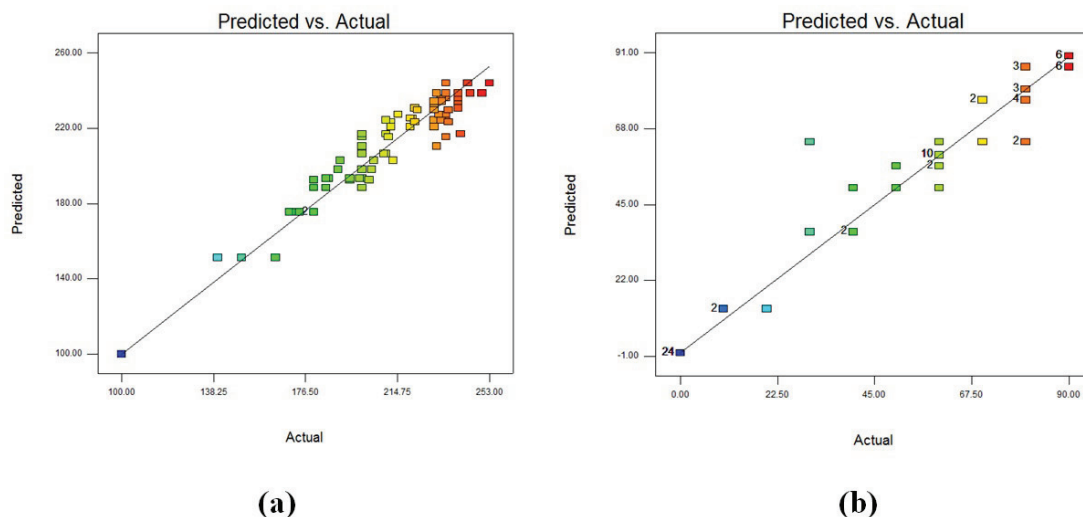 Predicted vs. Actual
260.00
220.00
180.00
140.00
100.00
Predicted
2
100.00 138.25 176.50 214.75 253.00
Actual
(a)
Predicted vs. Actual
91.00
68.00
45.00
22.00
-1.00
Predicted
6
6
3
3
2 4
2
10
2
2
2
24
0.00 22.50 45.00 67.50 90.00
Actual
(b)